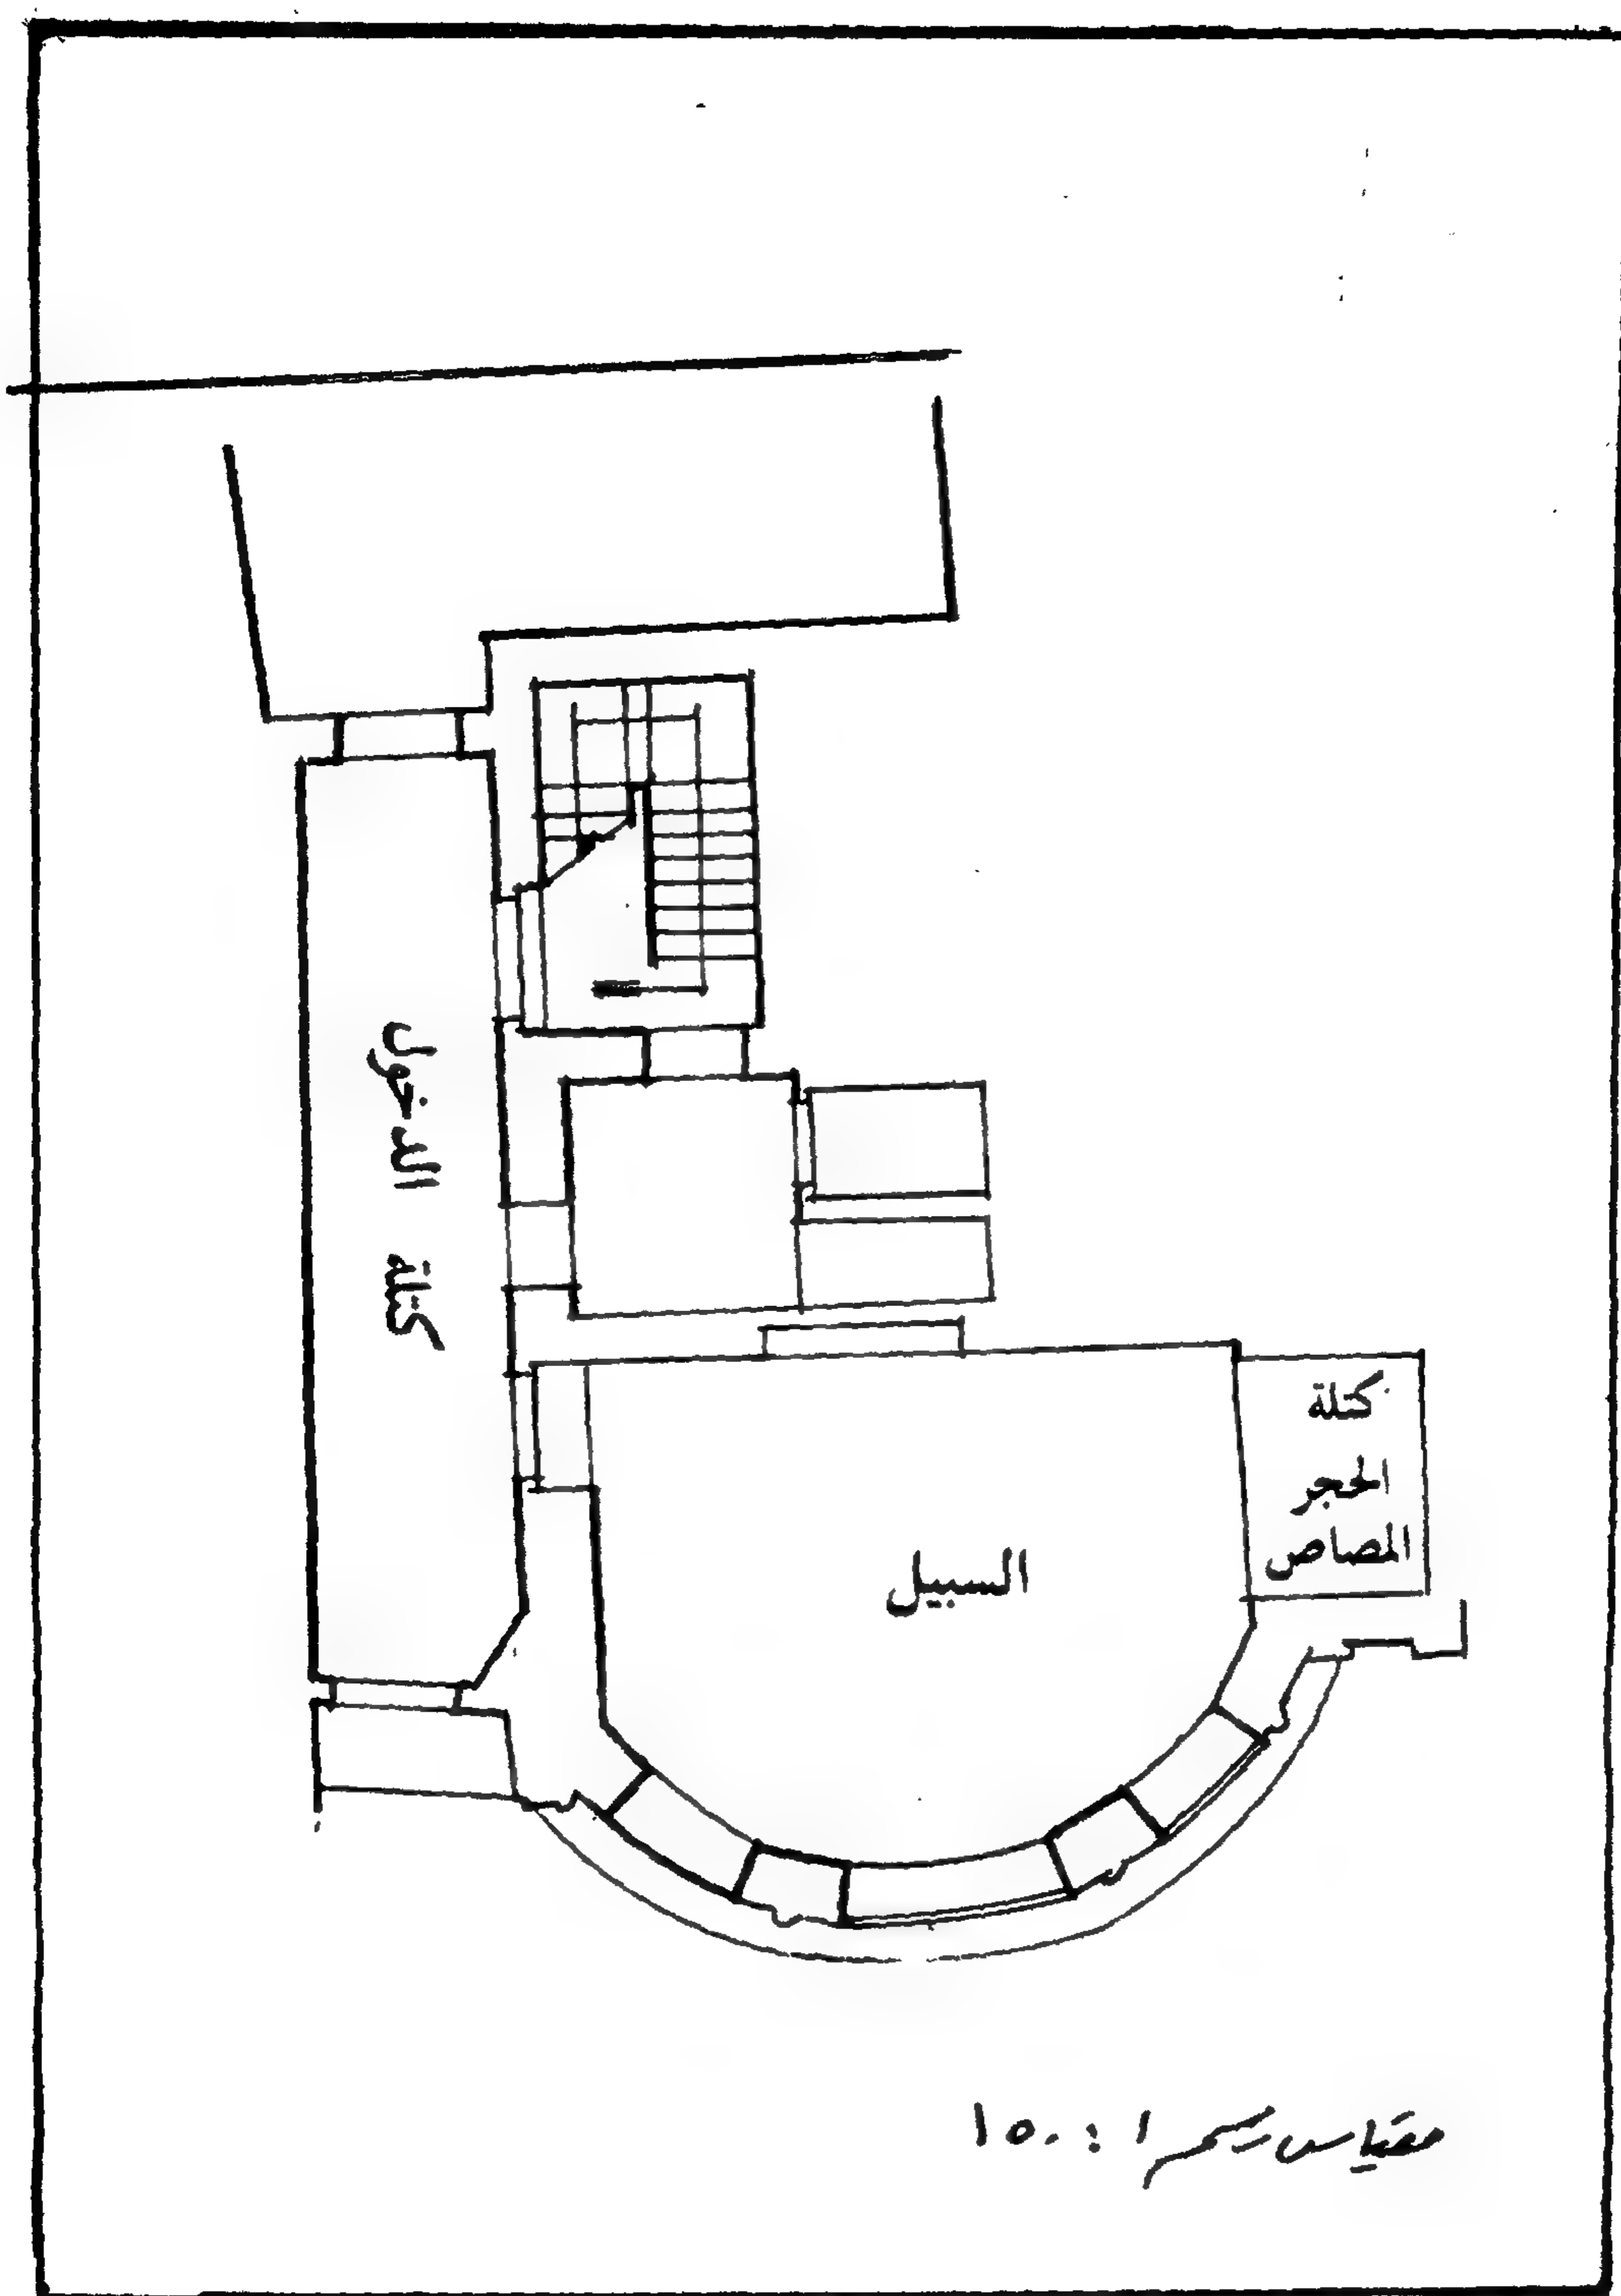 كتلة الدخول
كتلة
الحجر
المصاص
السبيل
مقياس رسم ١ : ١٥٠